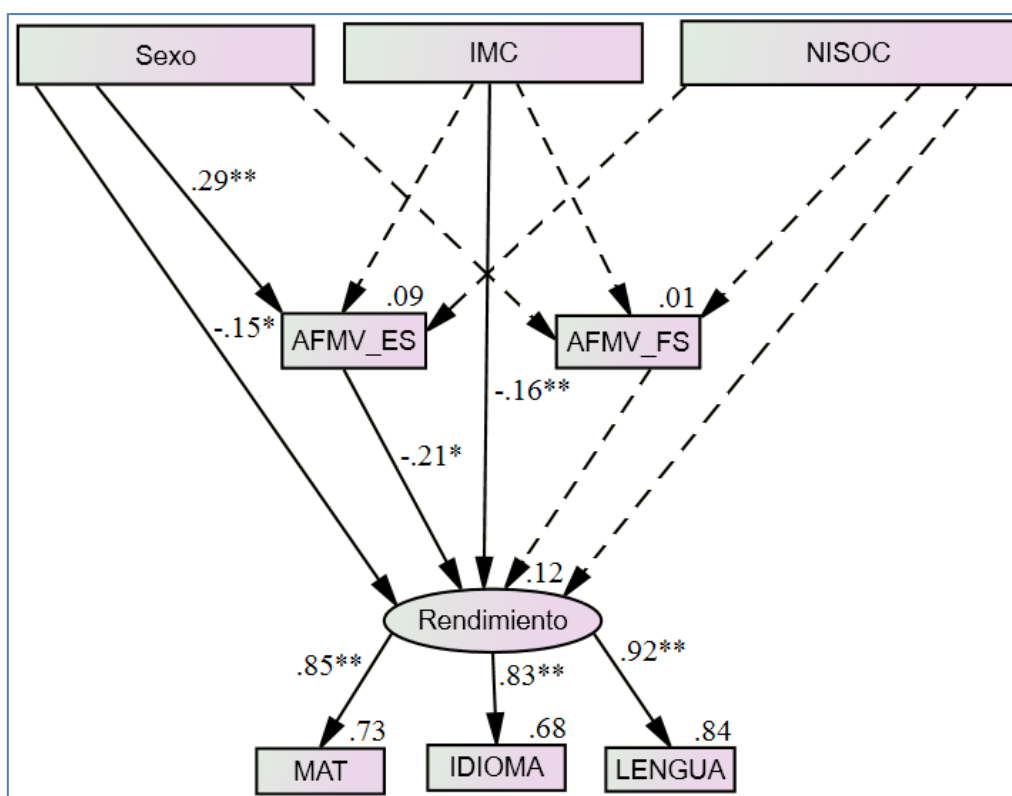 Sexo
IMC
NISOC
.29**
.09
.01
-.15*
AFMV_ES
AFMV_FS
-.16**
-.21*
.12
Rendimiento
.85**
.83**
.92**
.73
.68
.84
MAT
IDIOMA
LENGUA